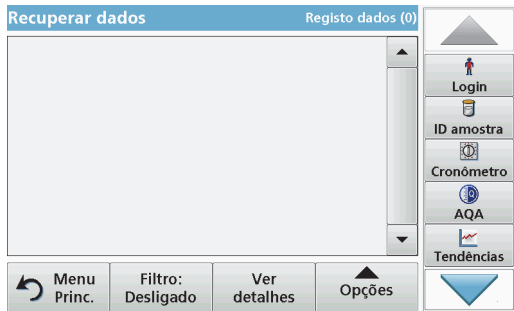 Recuperar dados
Registo dados (0)
Login
ID amostra
Cronômetro
AQA
Tendências
Menu
Princ.
Filtro:
Desligado
Ver
detalhes
Opções